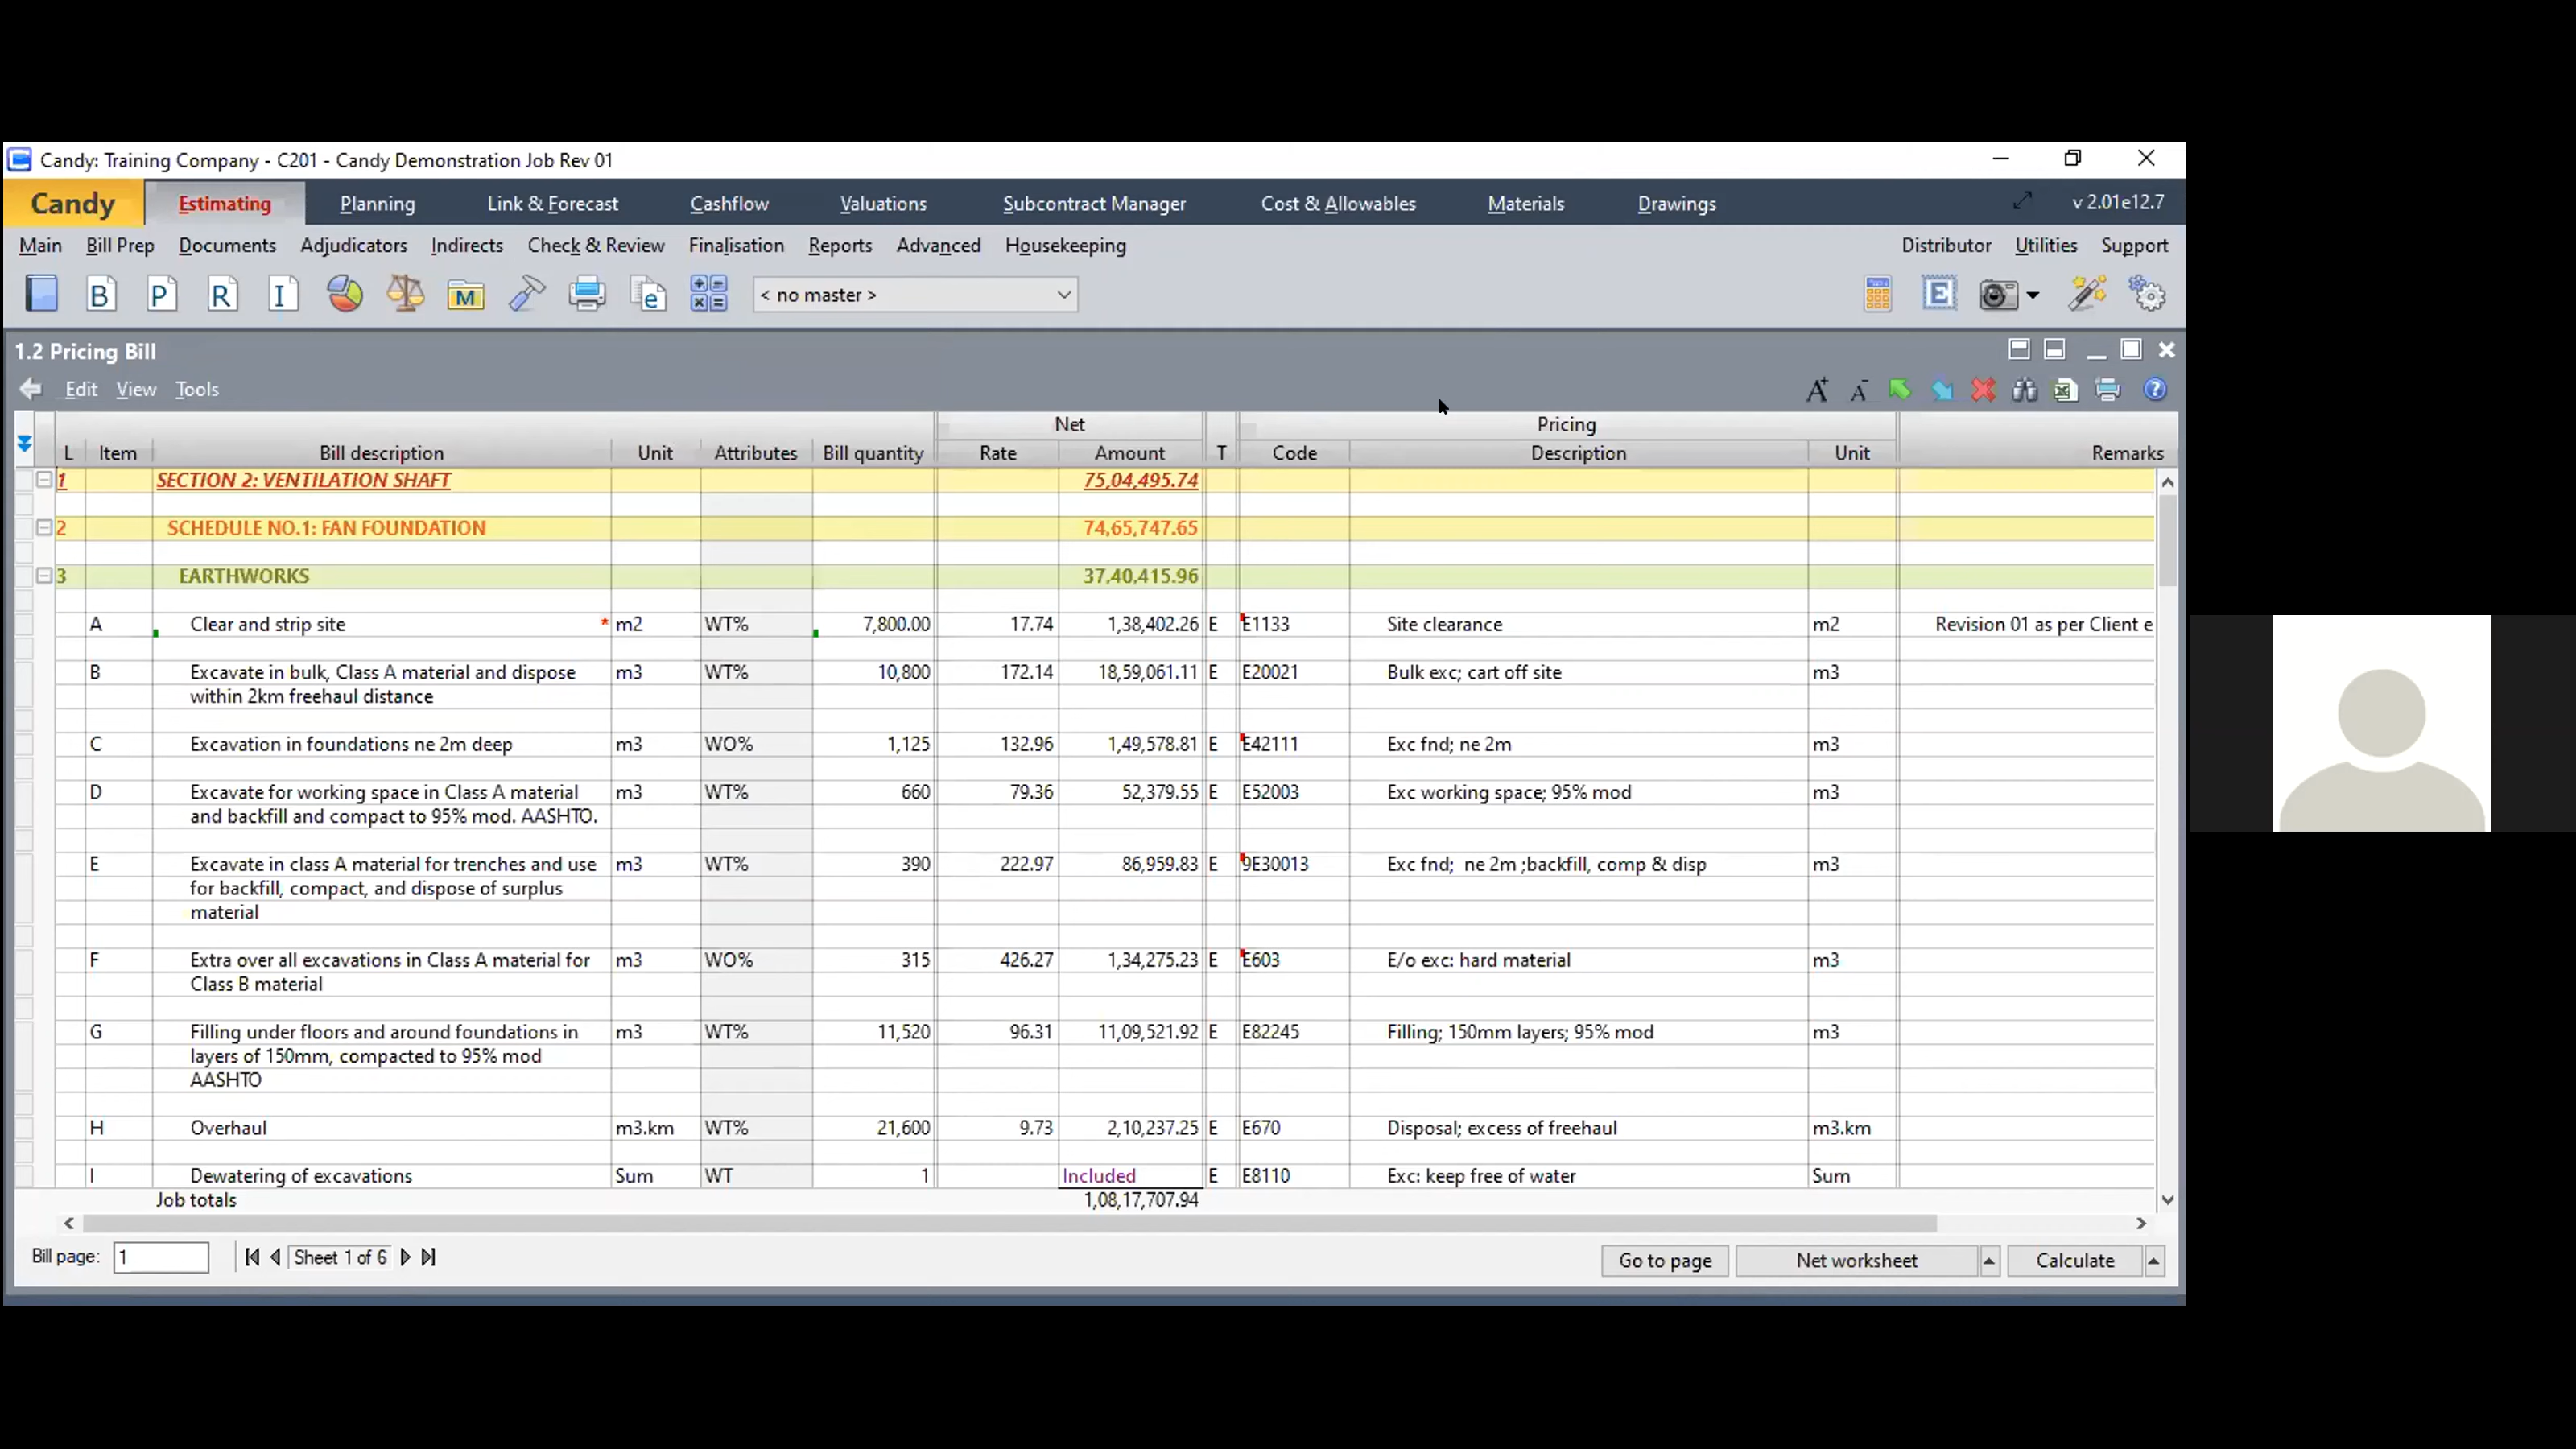 Candy: Training Company - C201 - Candy Demonstration Job Rev 01
Candy Estimating Planning Link & Forecast Cashflow Valuations Subcontract Manager Cost & Allowables Materials Drawings v 2.01e12.7
Main Bill Prep Documents Adjudicators Indirects Check & Review Finalisation Reports Advanced Housekeeping Distributor Utilities Support
B P R I M e < no master > E
1.2 Pricing Bill
Edit View Tools
Net Pricing
L Item Bill description Unit Attributes Bill quantity Rate Amount T Code Description Unit Remarks
1 SECTION 2: VENTILATION SHAFT 75,04,495.74
2 SCHEDULE NO.1: FAN FOUNDATION 74,65,747.65
3 EARTHWORKS 37,40,415.96
A Clear and strip site * m2 WT% 7,800.00 17.74 1,38,402.26 E E1133 Site clearance m2 Revision 01 as per Client e
B Excavate in bulk, Class A material and dispose m3 WT% 10,800 172.14 18,59,061.11 E E20021 Bulk exc; cart off site m3
within 2km freehaul distance
C Excavation in foundations ne 2m deep m3 WO% 1,125 132.96 1,49,578.81 E E42111 Exc fnd; ne 2m m3
D Excavate for working space in Class A material m3 WT% 660 79.36 52,379.55 E E52003 Exc working space; 95% mod m3
and backfill and compact to 95% mod. AASHTO.
E Excavate in class A material for trenches and use m3 WT% 390 222.97 86,959.83 E 9E30013 Exc fnd; ne 2m ;backfill, comp & disp m3
for backfill, compact, and dispose of surplus
material
F Extra over all excavations in Class A material for m3 WO% 315 426.27 1,34,275.23 E E603 E/o exc: hard material m3
Class B material
G Filling under floors and around foundations in m3 WT% 11,520 96.31 11,09,521.92 E E82245 Filling; 150mm layers; 95% mod m3
layers of 150mm, compacted to 95% mod
AASHTO
H Overhaul m3.km WT% 21,600 9.73 2,10,237.25 E E670 Disposal; excess of freehaul m3.km
I Dewatering of excavations Sum WT 1 Included E E8110 Exc: keep free of water Sum
Job totals 1,08,17,707.94
Bill page: 1 Sheet 1 of 6 Go to page Net worksheet Calculate